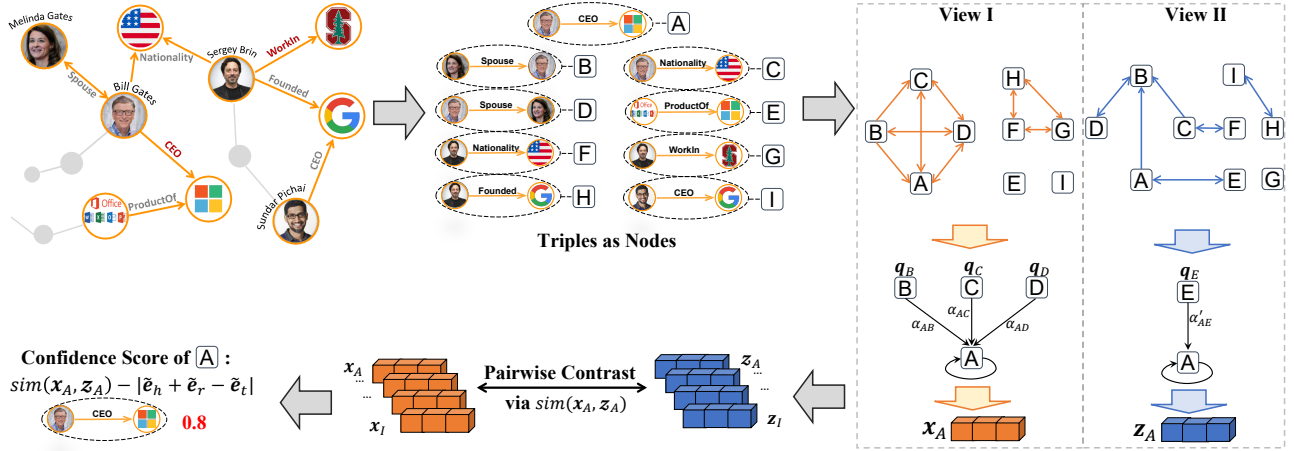 Melinda Gates
Spouse
Bill Gates
Nationality
Sergey Brin
WorkIn
Founded
CEO
CEO
Sundar Pichai
Office
ProductOf
CEO
A
Spouse
B
Nationality
C
Spouse
D
Office
ProductOf
E
Nationality
F
WorkIn
G
Founded
H
CEO
I
Triples as Nodes
View I
C
B
D
A
H
F
G
E
I
q_B
q_C
q_D
B
C
D
α_AB
α_AC
α_AD
A
x_A
View II
B
I
D
C
F
H
A
E
G
q_E
E
α'_AE
A
z_A
Confidence Score of A :
sim(x_A, z_A) − |ẽ_h + ẽ_r − ẽ_t|
CEO
0.8
x_A
...
...
x_I
Pairwise Contrast
via sim(x_A, z_A)
z_A
...
...
z_I